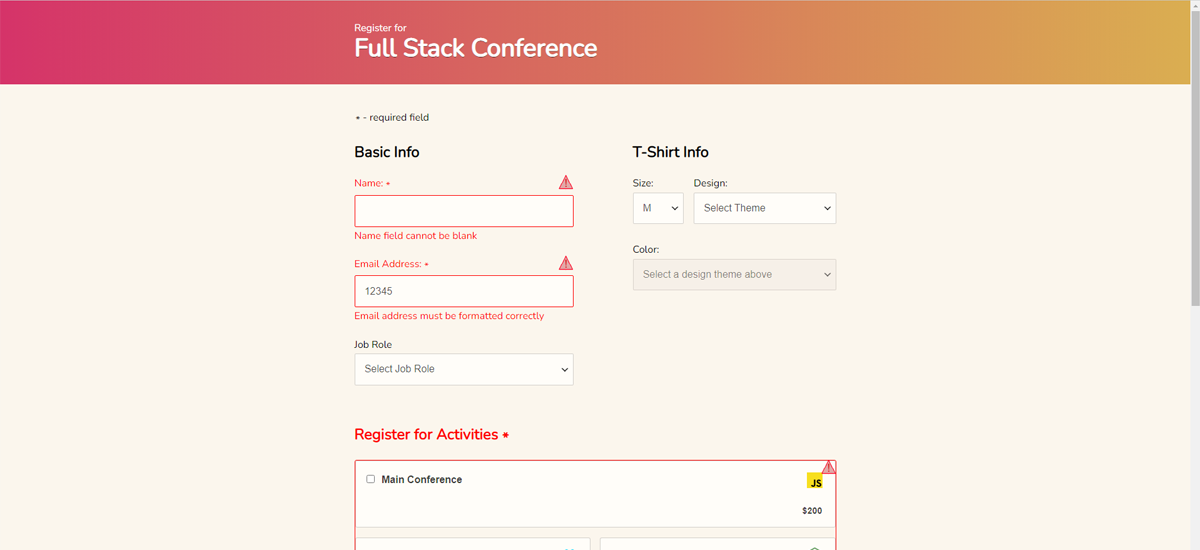 Register for
Full Stack Conference
* - required field
Basic Info
Name: *
Name field cannot be blank
Email Address: *
12345
Email address must be formatted correctly
Job Role
Select Job Role
T-Shirt Info
Size:
Design:
M
Select Theme
Color:
Select a design theme above
Register for Activities *
Main Conference
JS
$200